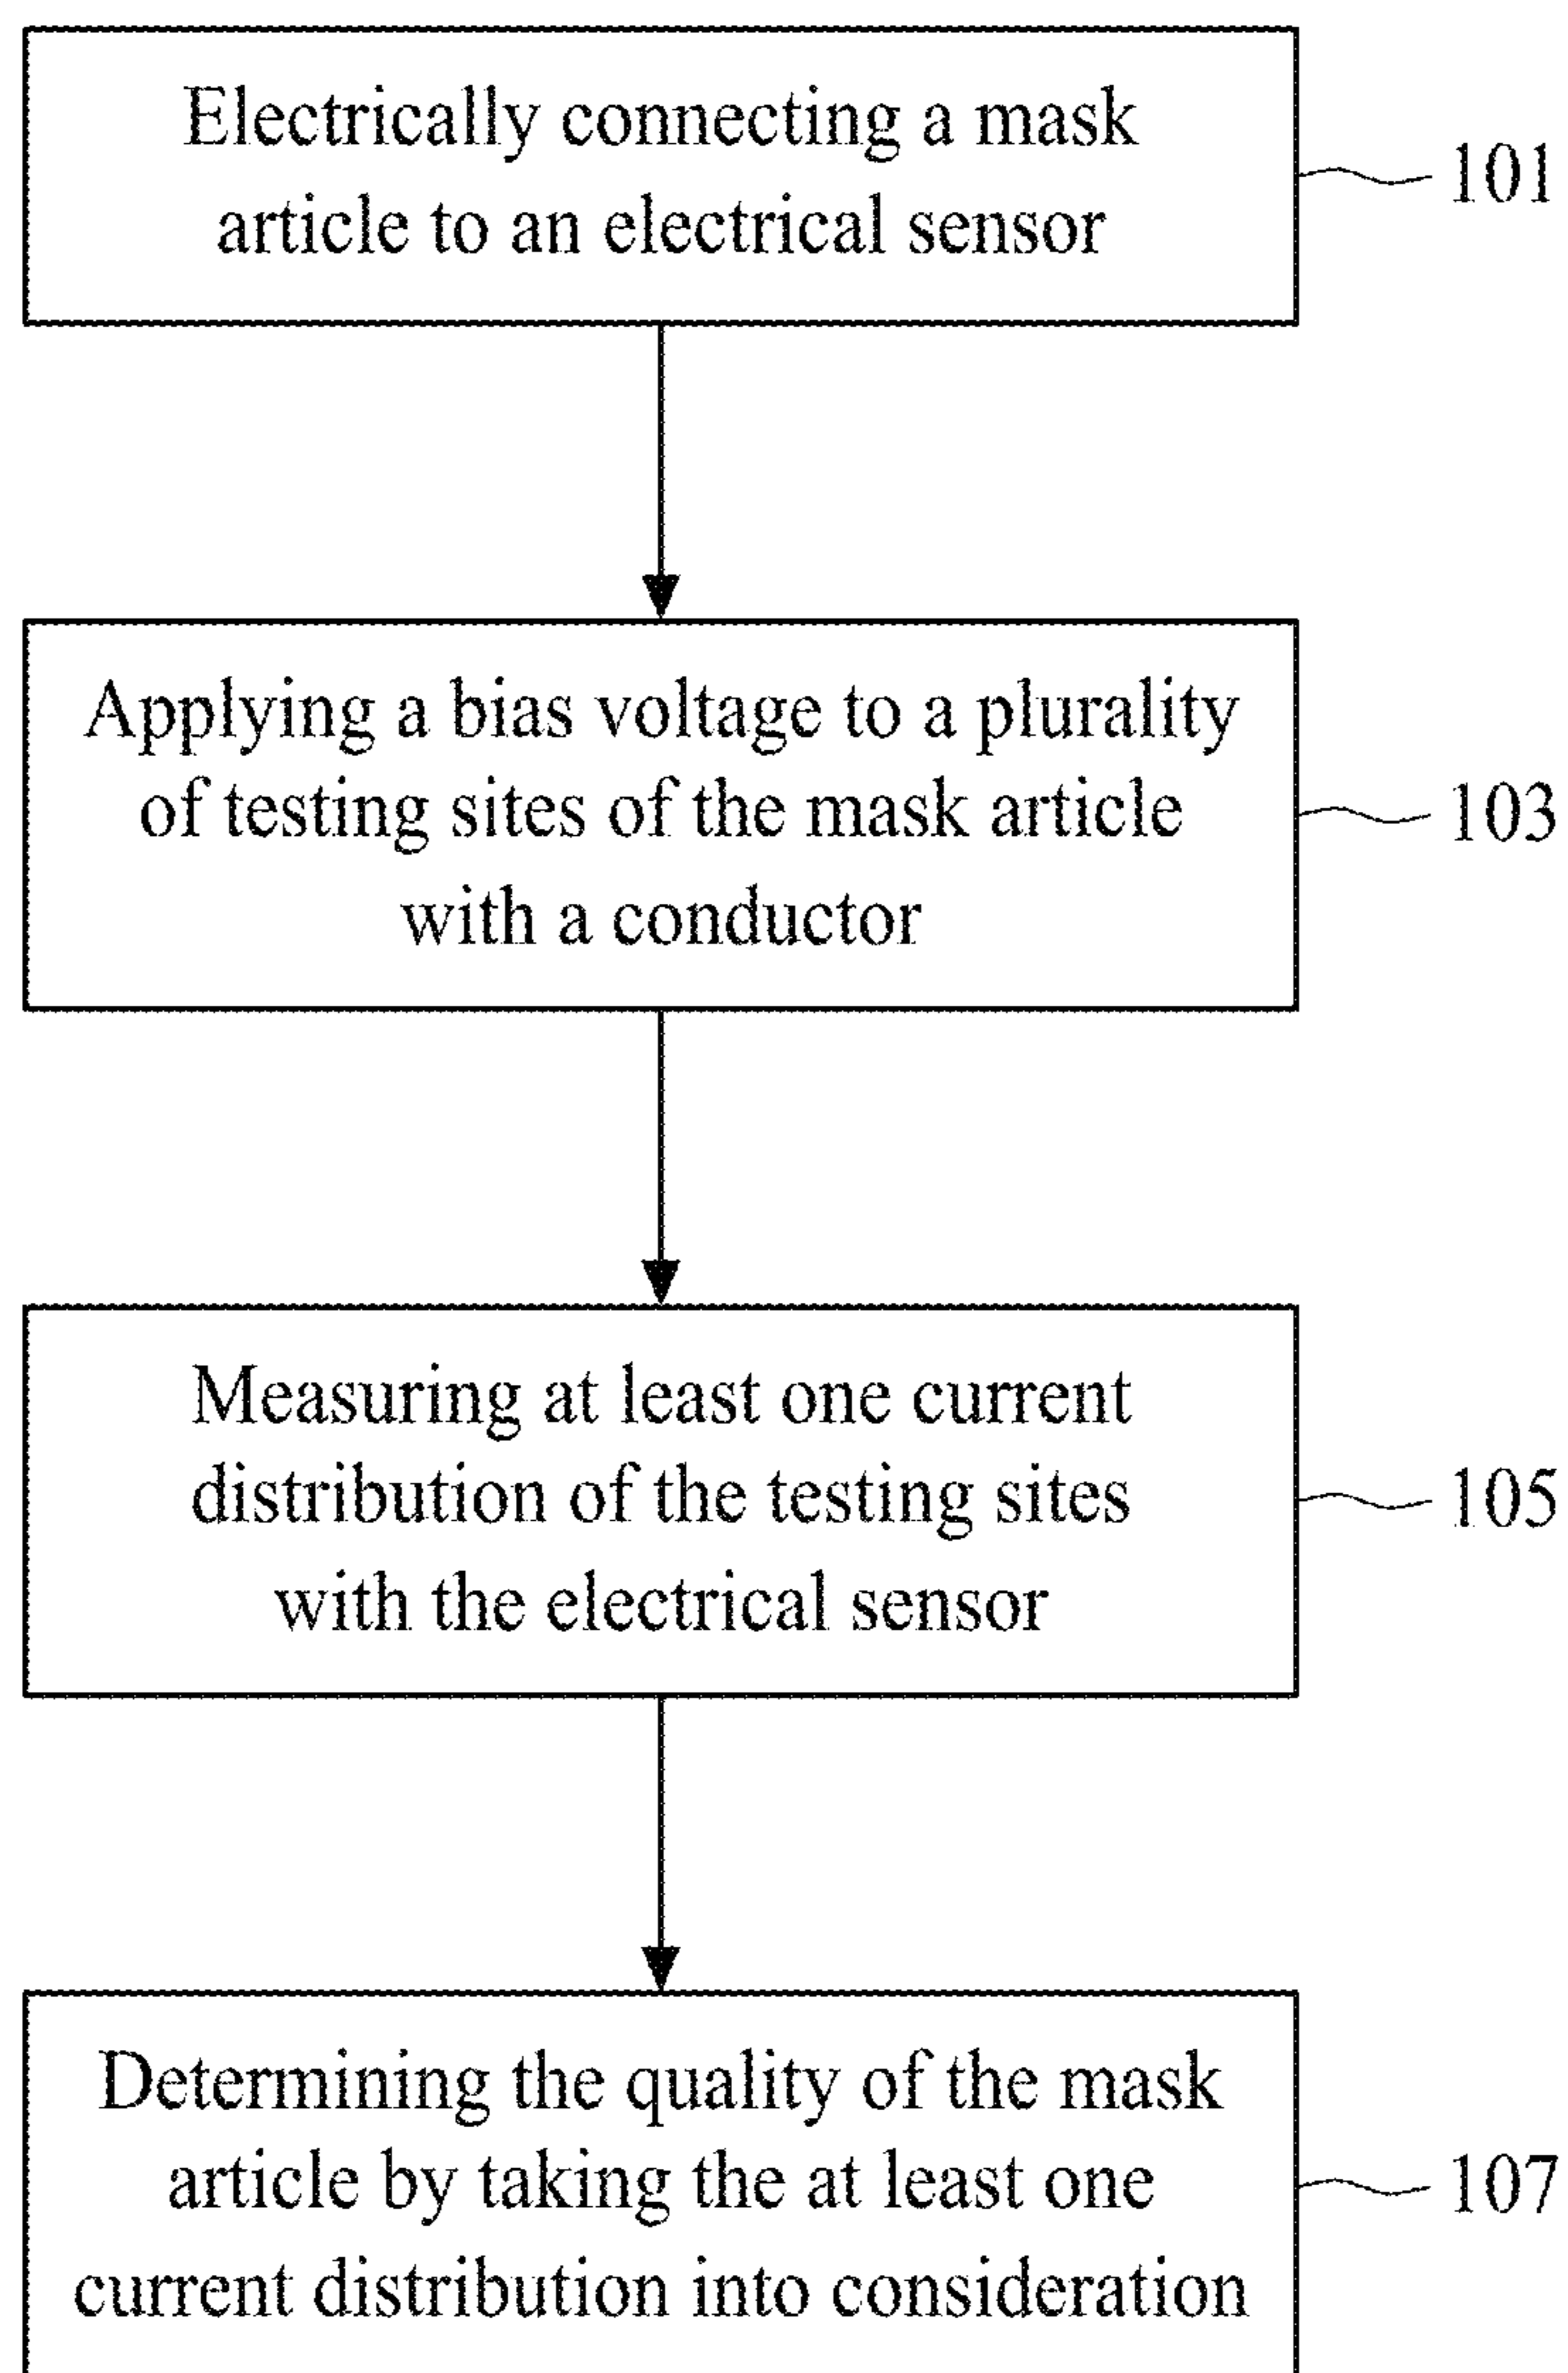 Electrically connecting a mask
article to an electrical sensor
101
Applying a bias voltage to a plurality
of testing sites of the mask article
with a conductor
103
Measuring at least one current
distribution of the testing sites
with the electrical sensor
105
Determining the quality of the mask
article by taking the at least one
current distribution into consideration
107